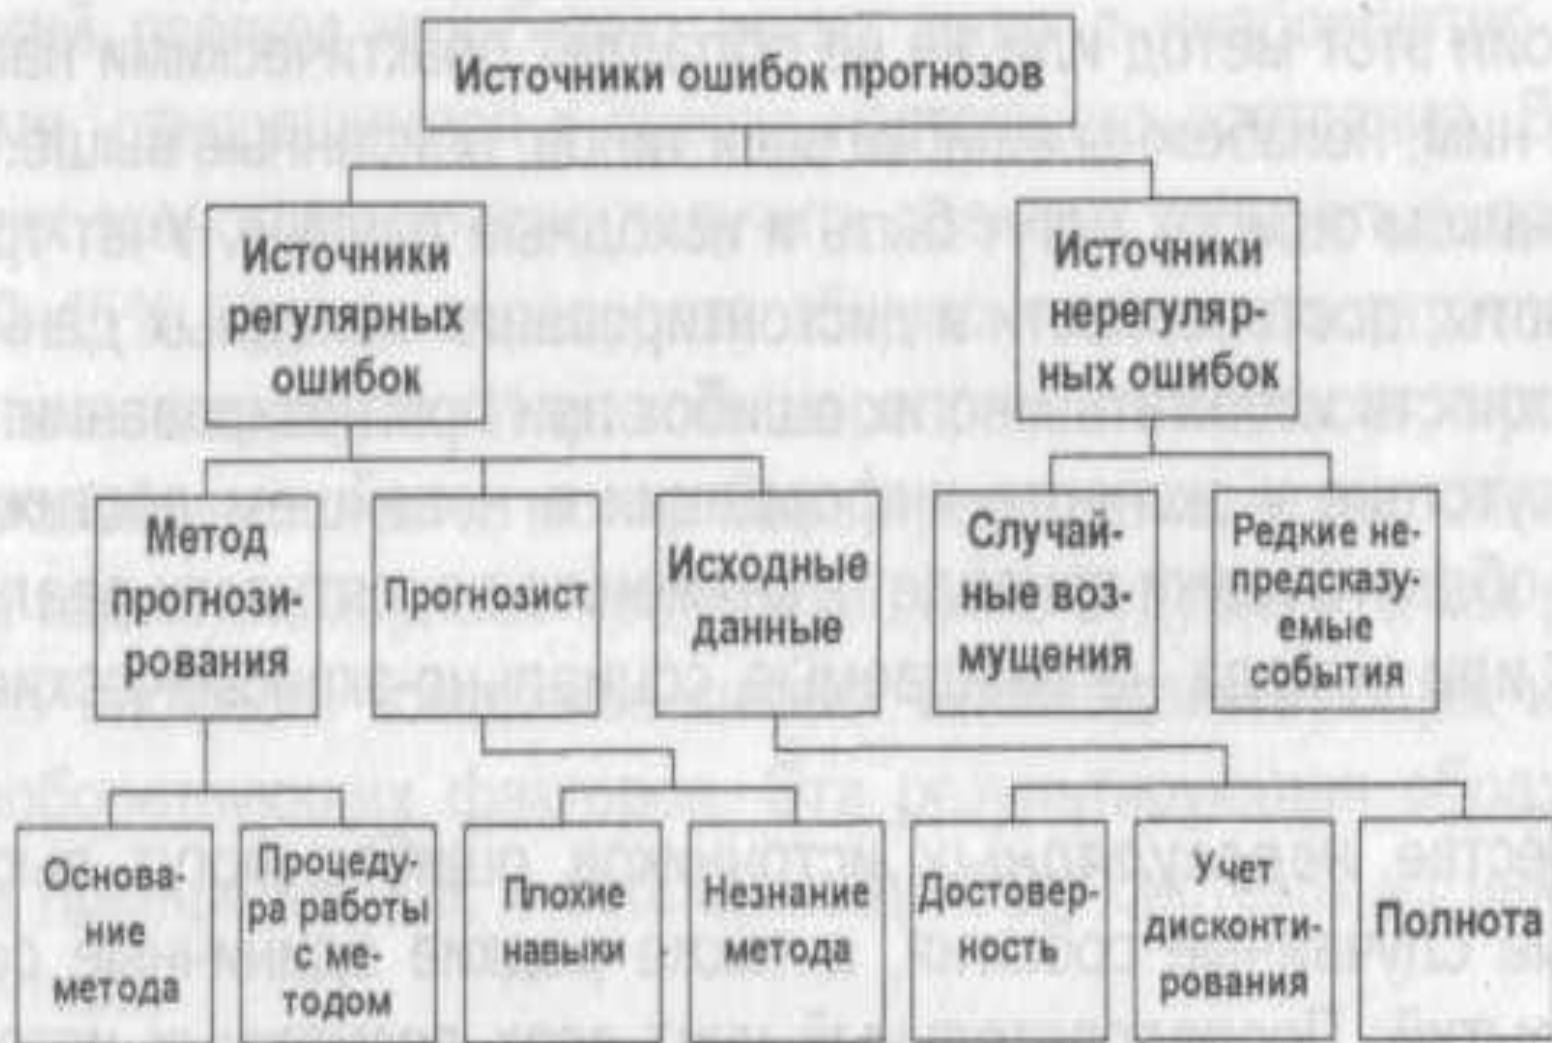 Источники ошибок прогнозов
Источники
регулярных
ошибок
Источники
нерегуляр-
ных ошибок
Метод
прогнози-
рования
Прогнозист
Исходные
данные
Случай-
ные воз-
мущения
Редкие не-
предсказу-
емые
события
Основа-
ние
метода
Процеду-
ра работы
с ме-
тодом
Плохие
навыки
Незнание
метода
Достовер-
ность
Учет
дисконти-
рования
Полнота